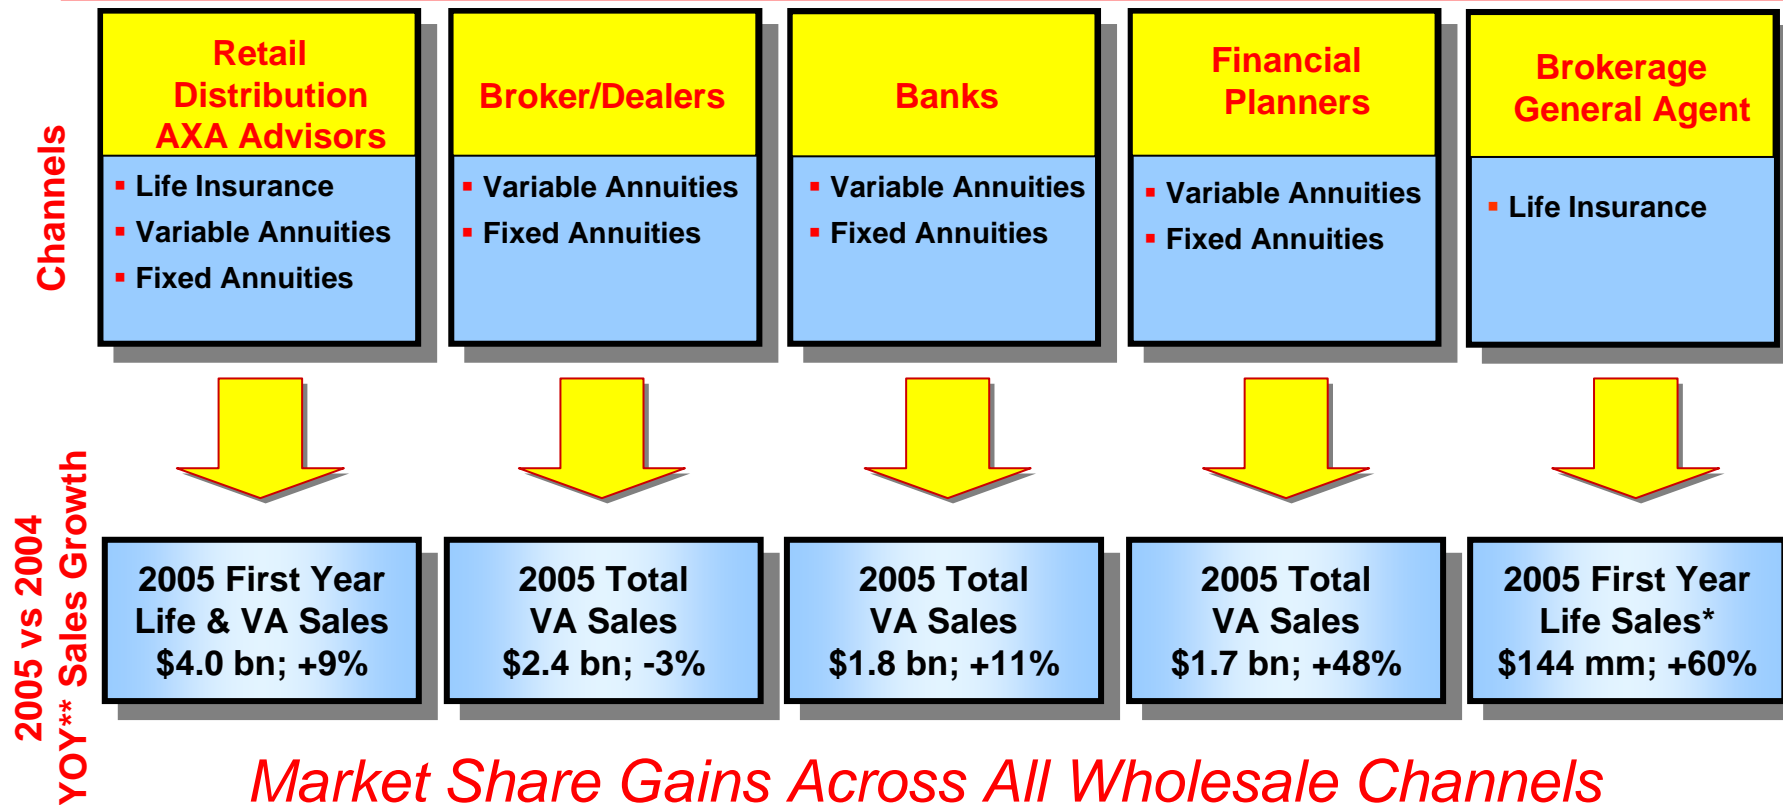 Channels
Retail
Distribution
AXA Advisors
▪ Life Insurance
▪ Variable Annuities
▪ Fixed Annuities
Broker/Dealers
▪ Variable Annuities
▪ Fixed Annuities
Banks
▪ Variable Annuities
▪ Fixed Annuities
Financial
Planners
▪ Variable Annuities
▪ Fixed Annuities
Brokerage
General Agent
▪ Life Insurance
2005 vs 2004
YOY** Sales Growth
2005 First Year
Life & VA Sales
$4.0 bn; +9%
2005 Total
VA Sales
$2.4 bn; -3%
2005 Total
VA Sales
$1.8 bn; +11%
2005 Total
VA Sales
$1.7 bn; +48%
2005 First Year
Life Sales*
$144 mm; +60%
Market Share Gains Across All Wholesale Channels